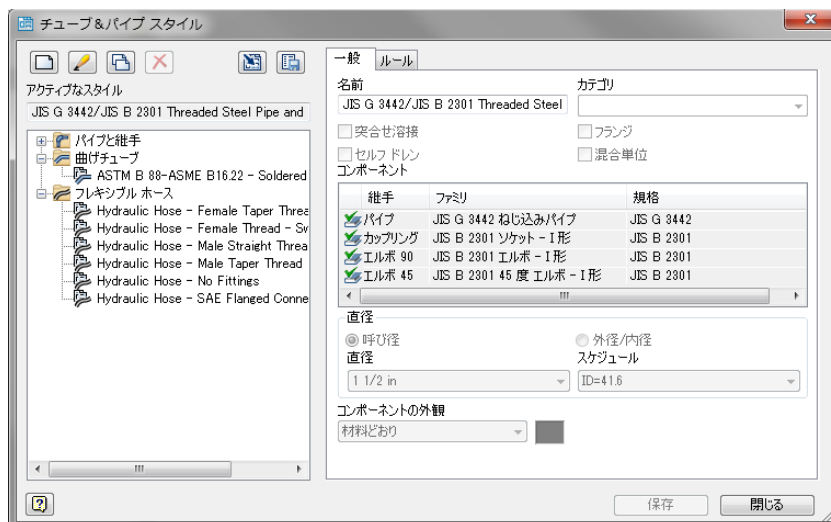 チューブ&パイプ スタイル
アクティブなスタイル
JIS G 3442/JIS B 2301 Threaded Steel Pipe and
パイプと継手
曲げチューブ
ASTM B 88-ASME B16.22 - Soldered
フレキシブル ホース
Hydraulic Hose - Female Taper Threa
Hydraulic Hose - Female Thread - Sw
Hydraulic Hose - Male Straight Threa
Hydraulic Hose - Male Taper Thread
Hydraulic Hose - No Fittings
Hydraulic Hose - SAE Flanged Conne
一般 ルール
名前 カテゴリ
JIS G 3442/JIS B 2301 Threaded Steel
突合せ溶接 フランジ
セルフ ドレン 混合単位
コンポーネント
継手 ファミリ 規格
パイプ JIS G 3442 ねじ込みパイプ JIS G 3442
カップリング JIS B 2301 ソケット - I 形 JIS B 2301
エルボ 90 JIS B 2301 エルボ - I 形 JIS B 2301
エルボ 45 JIS B 2301 45 度 エルボ - I 形 JIS B 2301
直径
呼び径 外径/内径
直径 スケジュール
1 1/2 in ID=41.6
コンポーネントの外観
材料どおり
保存 閉じる